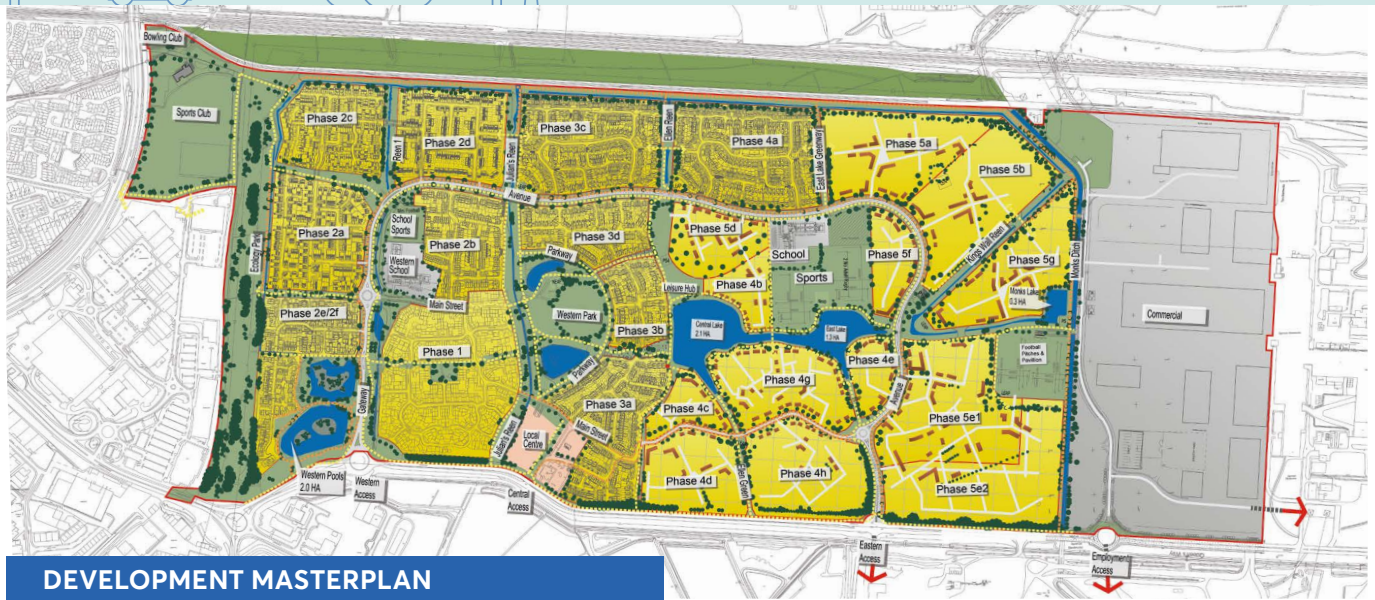 Bowling Club
Sports Club
Phase 2c
Reen 1
Phase 2d
Julian's Reen
Phase 3c
Ellen Reen
Phase 4a
East Lake Greenway
Phase 5a
Phase 5b
Avenue
Ecology Park
Phase 2a
School
Sports
Western
School
Phase 2b
Main Street
Parkway
Phase 3d
Phase 5d
School
Sports
Phase 5f
King's Wall Reen
Phase 5g
Monks Ditch
Phase 2e/2f
Western Park
Leisure Hub
Phase 4b
Monks Lake
0.3 HA
Commercial
Phase 1
Phase 3b
Central Lake
2.1 HA
East Lake
Football
Pitches &
Pavilion
Gateway
Parkway
Phase 3a
Phase 4g
Phase 4e
Avenue
Phase 4c
Phase 5e1
Julian's Reen
Local
Centre
Main Street
Phase 4d
Phase 4h
Phase 5e2
Western Pools
2.0 HA
Western
Access
Central
Access
Eastern
Access
Employment
Access
DEVELOPMENT MASTERPLAN